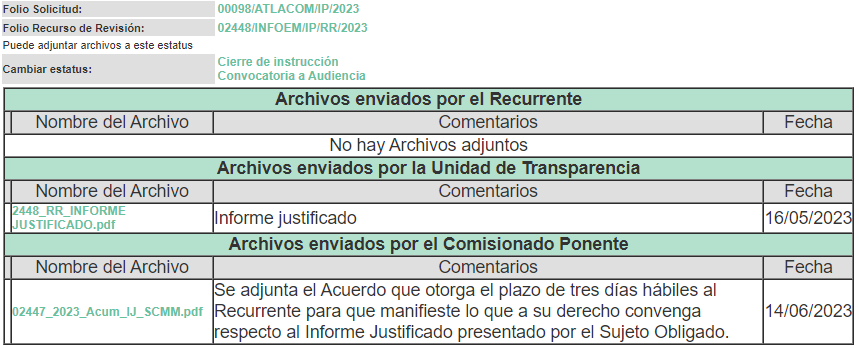 Folio Solicitud: 00098/ATLACOM/IP/2023
Folio Recurso de Revisión: 02448/INFOEM/IP/RR/2023
Puede adjuntar archivos a este estatus
Cambiar estatus: Cierre de instrucción
Convocatoria a Audiencia
Archivos enviados por el Recurrente
Nombre del Archivo Comentarios Fecha
No hay Archivos adjuntos
Archivos enviados por la Unidad de Transparencia
Nombre del Archivo Comentarios Fecha
2448_RR_INFORME
JUSTIFICADO.pdf Informe justificado 16/05/2023
Archivos enviados por el Comisionado Ponente
Nombre del Archivo Comentarios Fecha
Se adjunta el Acuerdo que otorga el plazo de tres días hábiles al
02447_2023_Acum_IJ_SCMM.pdf Recurrente para que manifieste lo que a su derecho convenga 14/06/2023
respecto al Informe Justificado presentado por el Sujeto Obligado.